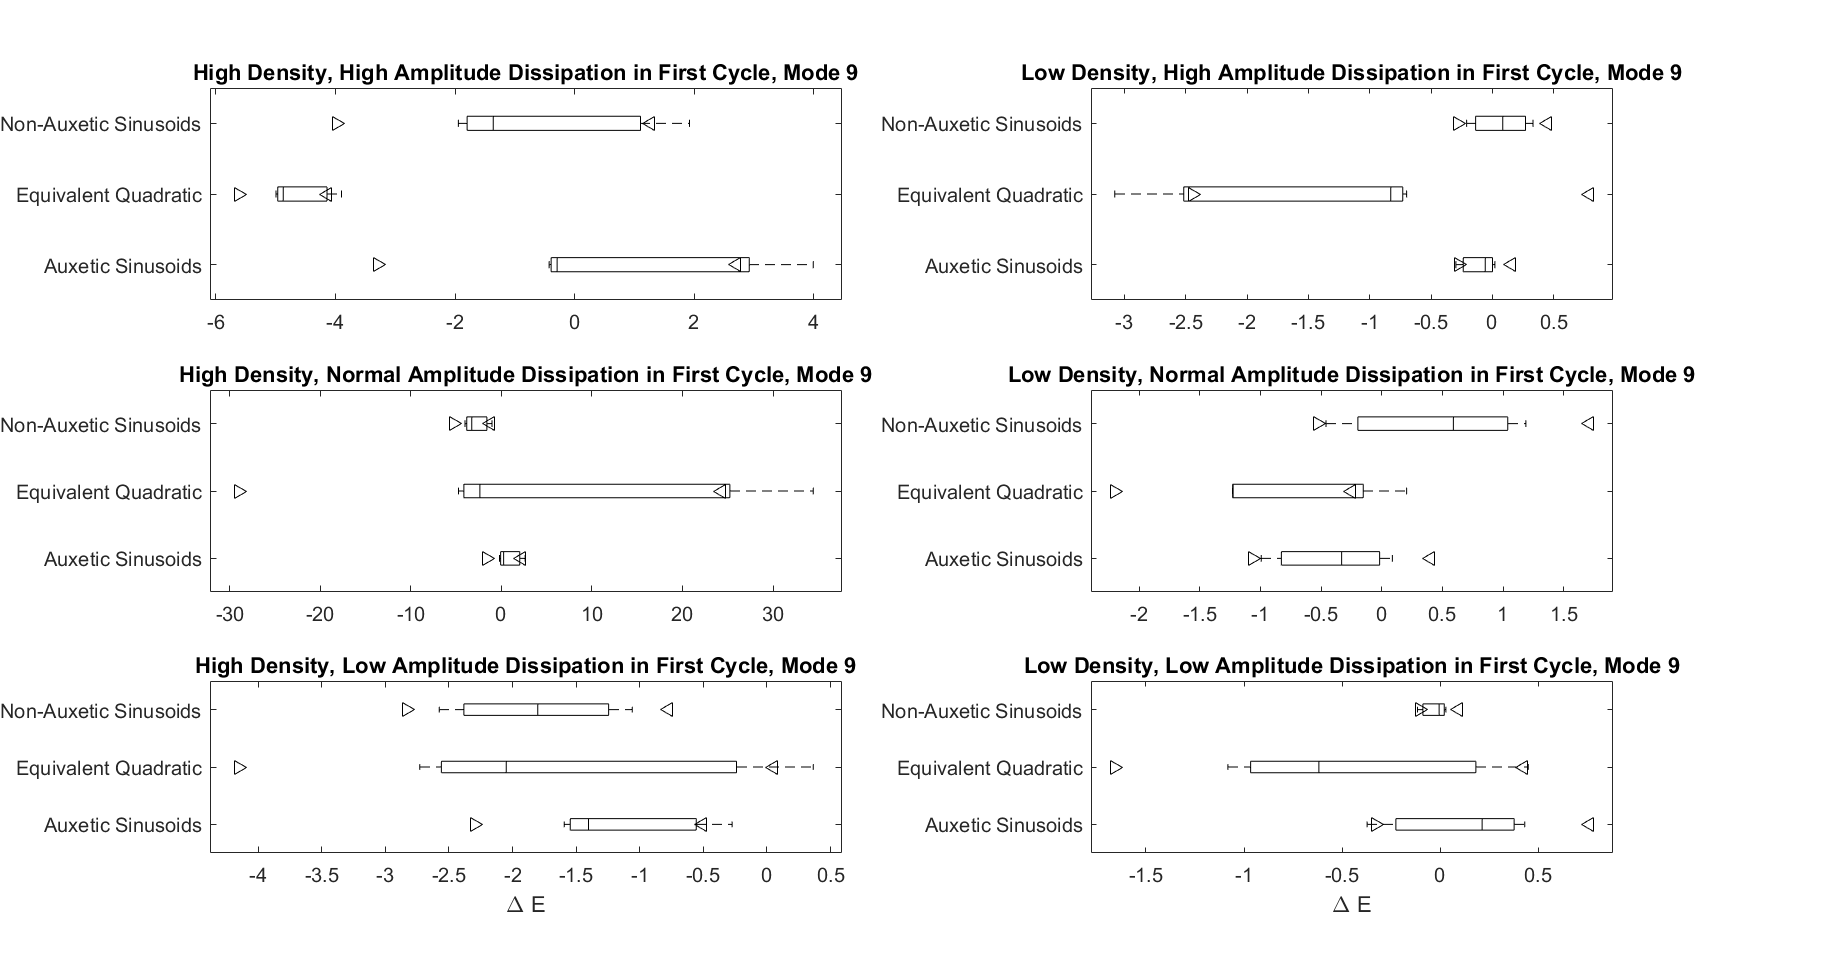 High Density, High Amplitude Dissipation in First Cycle, Mode 9
Non-Auxetic Sinusoids
Equivalent Quadratic
Auxetic Sinusoids
-6 -4 -2 0 2 4
Low Density, High Amplitude Dissipation in First Cycle, Mode 9
Non-Auxetic Sinusoids
Equivalent Quadratic
Auxetic Sinusoids
-3 -2.5 -2 -1.5 -1 -0.5 0 0.5
High Density, Normal Amplitude Dissipation in First Cycle, Mode 9
Non-Auxetic Sinusoids
Equivalent Quadratic
Auxetic Sinusoids
-30 -20 -10 0 10 20 30
Low Density, Normal Amplitude Dissipation in First Cycle, Mode 9
Non-Auxetic Sinusoids
Equivalent Quadratic
Auxetic Sinusoids
-2 -1.5 -1 -0.5 0 0.5 1 1.5
High Density, Low Amplitude Dissipation in First Cycle, Mode 9
Non-Auxetic Sinusoids
Equivalent Quadratic
Auxetic Sinusoids
-4 -3.5 -3 -2.5 -2 -1.5 -1 -0.5 0 0.5
Δ E
Low Density, Low Amplitude Dissipation in First Cycle, Mode 9
Non-Auxetic Sinusoids
Equivalent Quadratic
Auxetic Sinusoids
-1.5 -1 -0.5 0 0.5
Δ E